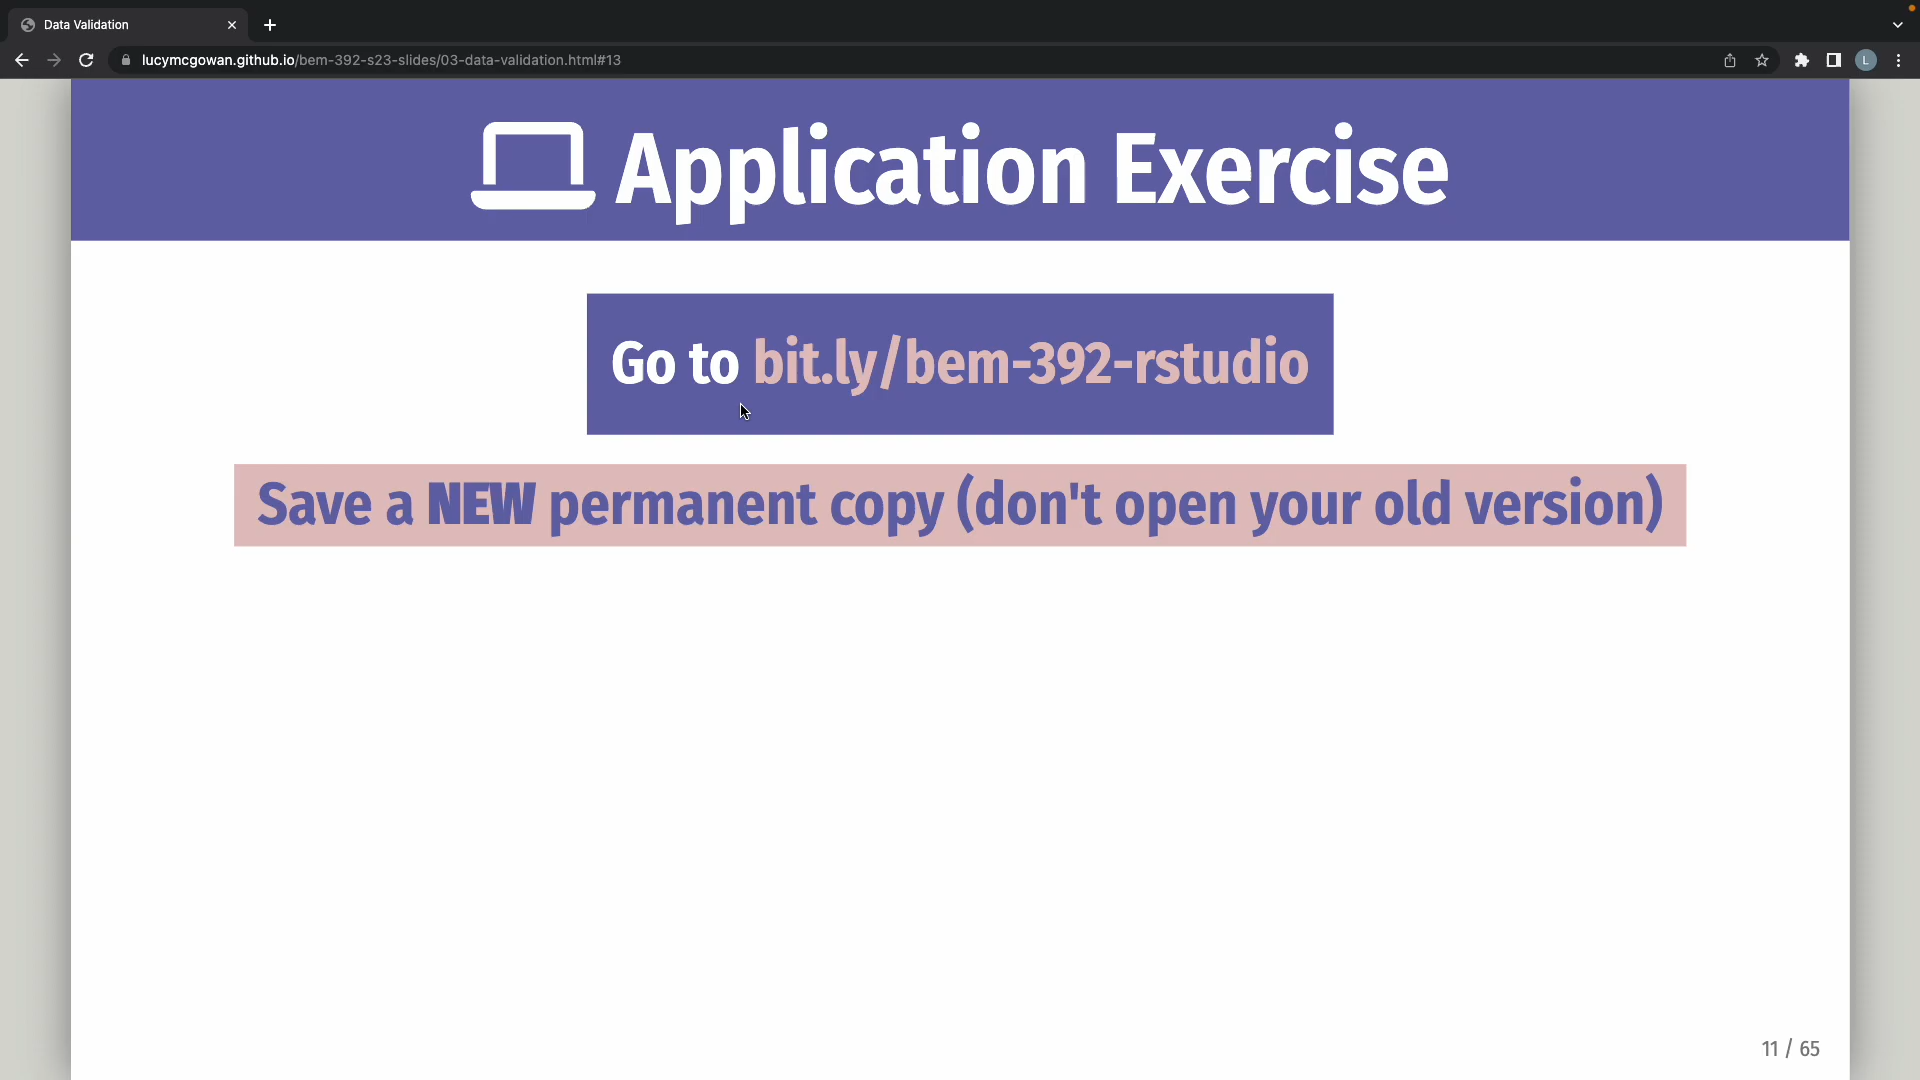 Data Validation
lucymcgowan.github.io/bem-392-s23-slides/03-data-validation.html#13
L
Application Exercise
Go to bit.ly/bem-392-rstudio
Save a NEW permanent copy (don't open your old version)
11 / 65